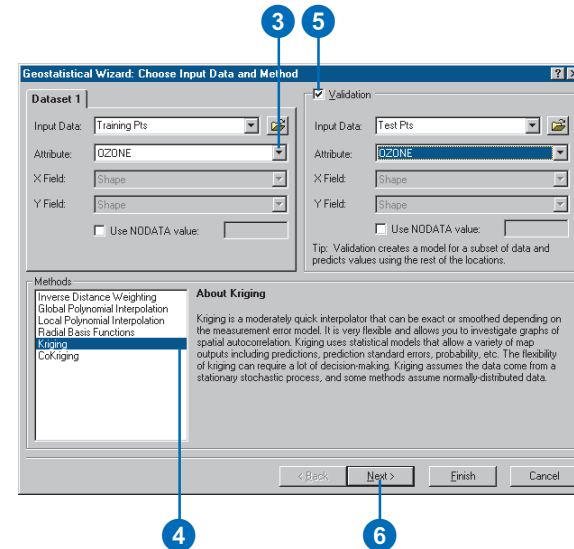 3 5
Geostatistical Wizard: Choose Input Data and Method
Dataset 1
Input Data: Training Pts
Attribute: OZONE
X Field: Shape
Y Field: Shape
Use NODATA value:
Validation
Input Data: Test Pts
Attribute: OZONE
X Field: Shape
Y Field: Shape
Use NODATA value:
Tip: Validation creates a model for a subset of data and
predicts values using the rest of the locations.
Methods
Inverse Distance Weighting
Global Polynomial Interpolation
Local Polynomial Interpolation
Radial Basis Functions
Kriging
CoKriging
About Kriging
Kriging is a moderately quick interpolator that can be exact or smoothed depending on
the measurement error model. It is very flexible and allows you to investigate graphs of
spatial autocorrelation. Kriging uses statistical models that allow a variety of map
outputs including predictions, prediction standard errors, probability, etc. The flexibility
of kriging can require a lot of decision-making. Kriging assumes the data come from a
stationary stochastic process, and some methods assume normally-distributed data.
< Back Next > Finish Cancel
4 6